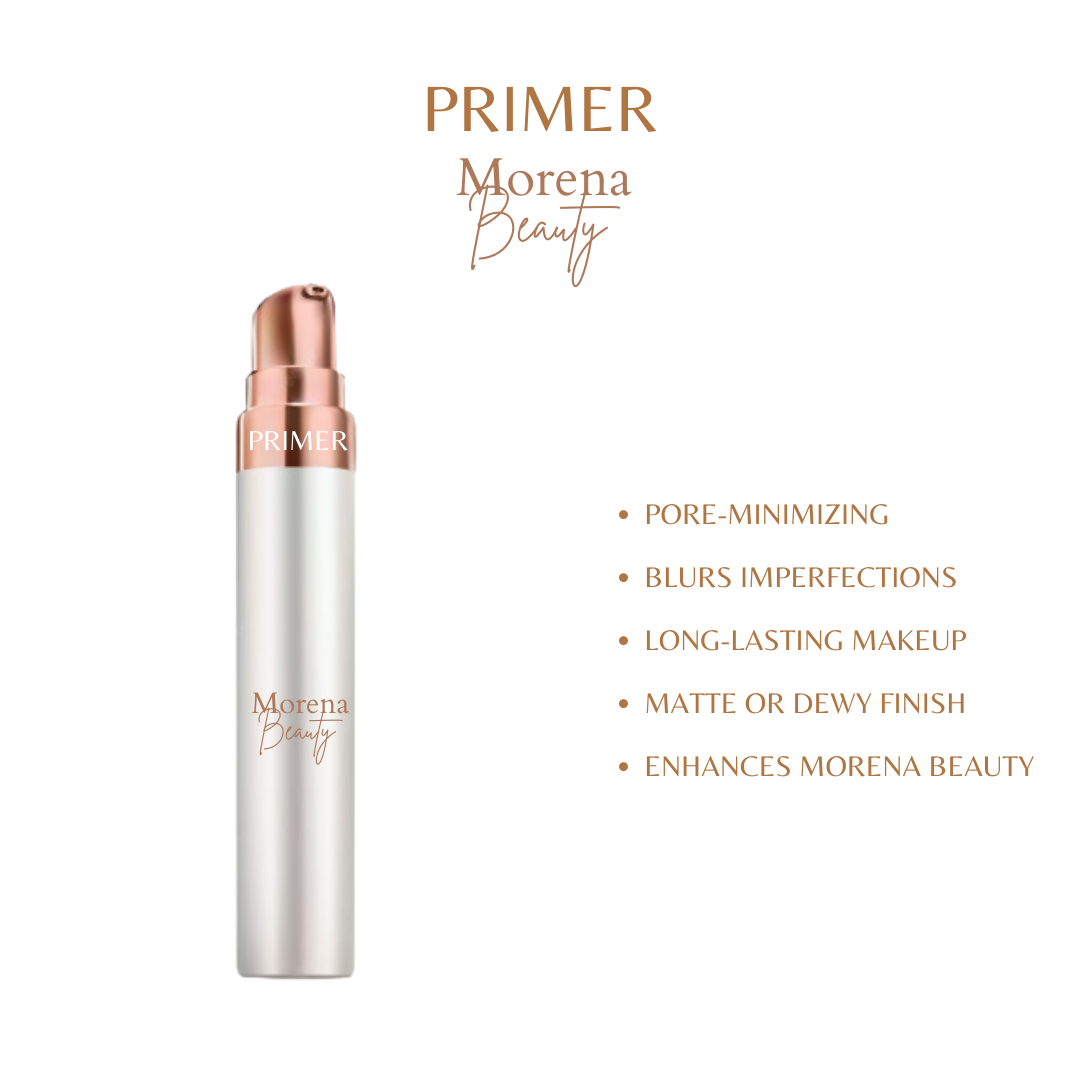 PRIMER
Morena
Beauty
PRIMER
Morena
Beauty
• PORE-MINIMIZING
• BLURS IMPERFECTIONS
• LONG-LASTING MAKEUP
• MATTE OR DEWY FINISH
• ENHANCES MORENA BEAUTY